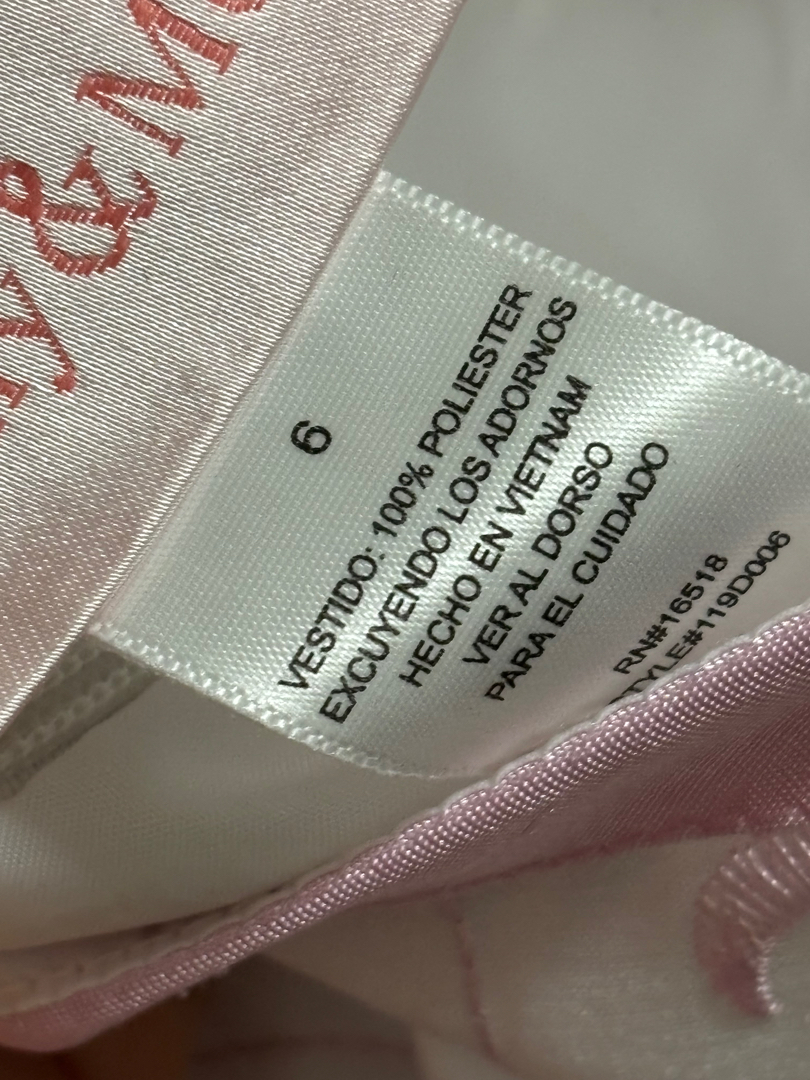 y&M
6
VESTIDO: 100% POLIESTER
EXCUYENDO LOS ADORNOS
HECHO EN VIETNAM
VER AL DORSO
PARA EL CUIDADO
RN#16518
STYLE#119D006